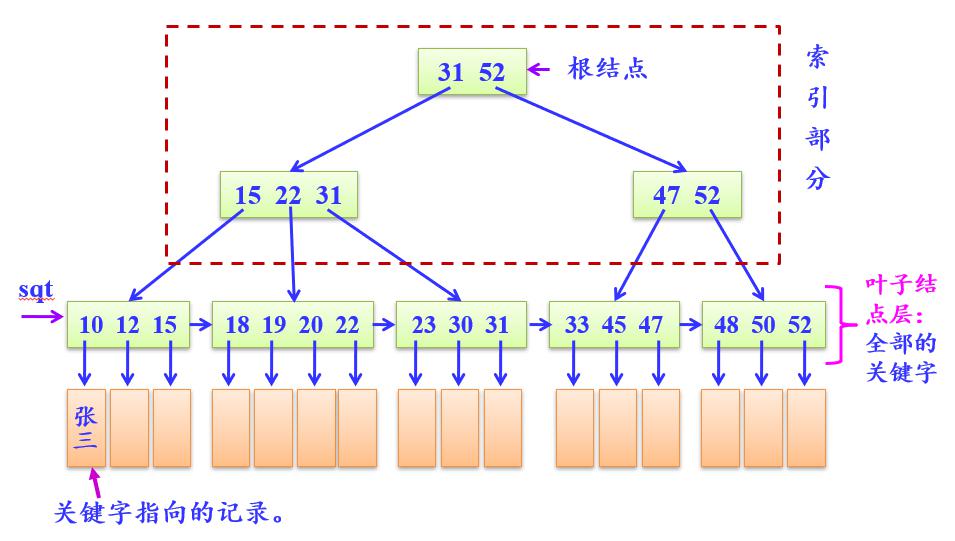 31 52
根结点
索引部分
15 22 31
47 52
sqt
10 12 15
18 19 20 22
23 30 31
33 45 47
48 50 52
叶子结
点层：
全部的
关键字
张三
关键字指向的记录。